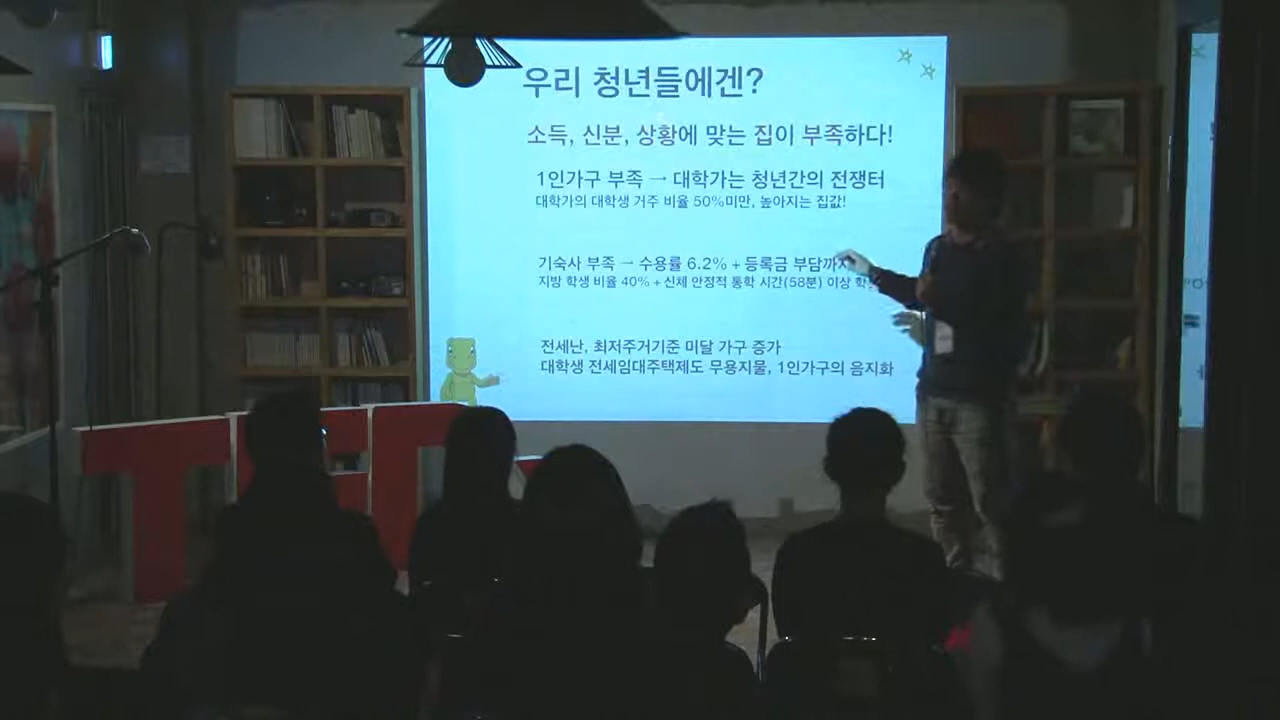 우리 청년들에겐?
소득, 신분, 상황에 맞는 집이 부족하다!
1인가구 부족 → 대학가는 청년간의 전쟁터
대학가의 대학생 거주 비율 50%미만, 높아지는 집값!
기숙사 부족 → 수용률 6.2% + 등록금 부담까지
지방 학생 비율 40% + 신체 안정적 통학 시간(58분) 이상
전세난, 최저주거기준 미달 가구 증가
대학생 전세임대주택제도 무용지물, 1인가구의 음지화
TED